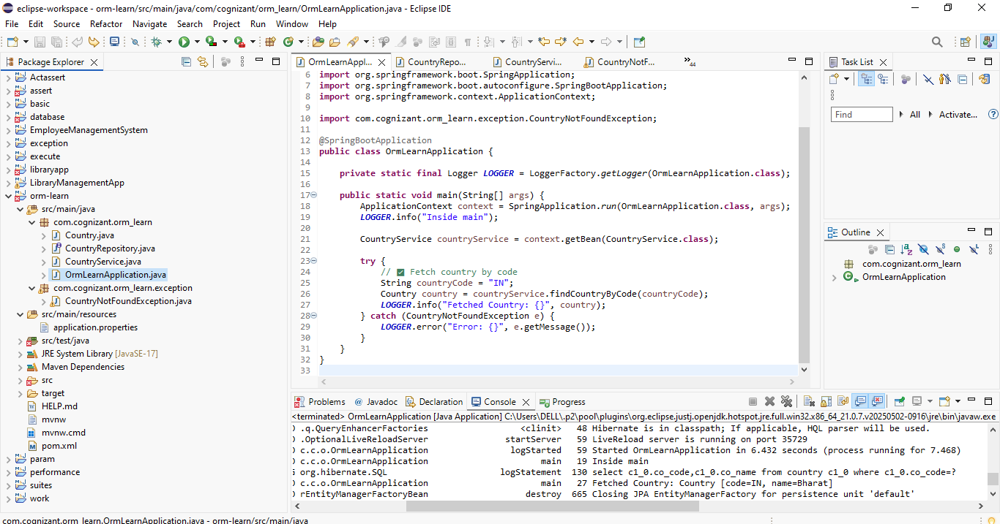 eclipse-workspace - orm-learn/src/main/java/com/cognizant/orm_learn/OrmLearnApplication.java - Eclipse IDE
File Edit Source Refactor Navigate Search Project Run Window Help
Package Explorer
Actassert
assert
basic
database
EmployeeManagementSystem
exception
execute
libraryapp
LibraryManagementApp
orm-learn
src/main/java
com.cognizant.orm_learn
Country.java
CountryRepository.java
CountryService.java
OrmLearnApplication.java
com.cognizant.orm_learn.exception
CountryNotFoundException.java
src/main/resources
application.properties
src/test/java
JRE System Library [JavaSE-17]
Maven Dependencies
src
target
HELP.md
mvnw
mvnw.cmd
pom.xml
param
performance
suites
work
OrmLearnAppl... CountryRepo... CountryServi... CountryNotF... »44
6 import org.springframework.boot.SpringApplication;
7 import org.springframework.boot.autoconfigure.SpringBootApplication;
8 import org.springframework.context.ApplicationContext;
9
10 import com.cognizant.orm_learn.exception.CountryNotFoundException;
11
12 @SpringBootApplication
13 public class OrmLearnApplication {
14
15     private static final Logger LOGGER = LoggerFactory.getLogger(OrmLearnApplication.class);
16
17     public static void main(String[] args) {
18         ApplicationContext context = SpringApplication.run(OrmLearnApplication.class, args);
19         LOGGER.info("Inside main");
20
21         CountryService countryService = context.getBean(CountryService.class);
22
23         try {
24             // ✅ Fetch country by code
25             String countryCode = "IN";
26             Country country = countryService.findCountryByCode(countryCode);
27             LOGGER.info("Fetched Country: {}", country);
28         } catch (CountryNotFoundException e) {
29             LOGGER.error("Error: {}", e.getMessage());
30         }
31     }
32 }
33
Task List
Find All Activate...
Outline
com.cognizant.orm_learn
OrmLearnApplication
Problems @ Javadoc Declaration Console Progress
<terminated> OrmLearnApplication [Java Application] C:\Users\DELL\.p2\pool\plugins\org.eclipse.justj.openjdk.hotspot.jre.full.win32.x86_64_21.0.7.v20250502-0916\jre\bin\javaw.exe
.q.QueryEnhancerFactories <clinit> 48 Hibernate is in classpath; If applicable, HQL parser will be used.
.OptionalLiveReloadServer startServer 59 LiveReload server is running on port 35729
c.c.o.OrmLearnApplication logStarted 59 Started OrmLearnApplication in 6.432 seconds (process running for 7.468)
c.c.o.OrmLearnApplication main 19 Inside main
org.hibernate.SQL logStatement 130 select c1_0.co_code,c1_0.co_name from country c1_0 where c1_0.co_code=?
c.c.o.OrmLearnApplication main 27 Fetched Country: Country [code=IN, name=Bharat]
rEntityManagerFactoryBean destroy 665 Closing JPA EntityManagerFactory for persistence unit 'default'
com.cognizant.orm_learn.OrmLearnApplication.java - orm-learn/src/main/java